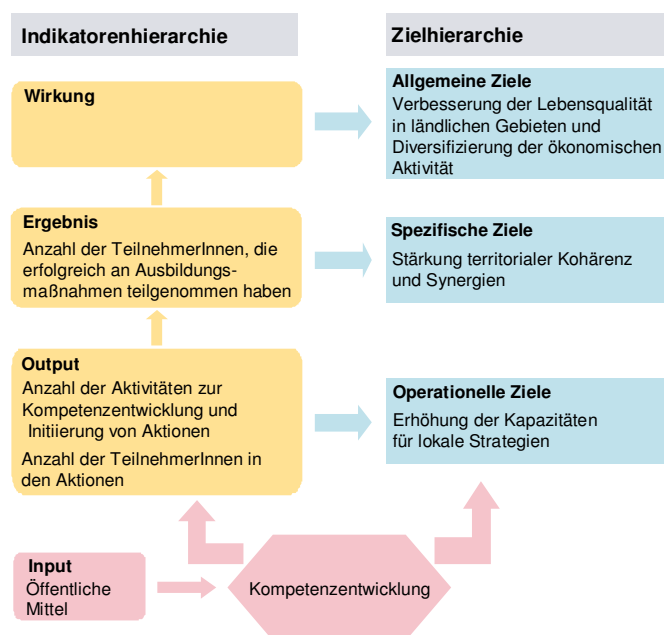 Indikatorenhierarchie
Zielhierarchie
Wirkung
Allgemeine Ziele
Verbesserung der Lebensqualität
in ländlichen Gebieten und
Diversifizierung der ökonomischen
Aktivität
Ergebnis
Anzahl der TeilnehmerInnen, die
erfolgreich an Ausbildungs-
maßnahmen teilgenommen haben
Spezifische Ziele
Stärkung territorialer Kohärenz
und Synergien
Output
Anzahl der Aktivitäten zur
Kompetenzentwicklung und
Initiierung von Aktionen
Anzahl der TeilnehmerInnen in
den Aktionen
Operationelle Ziele
Erhöhung der Kapazitäten
für lokale Strategien
Input
Öffentliche
Mittel
Kompetenzentwicklung